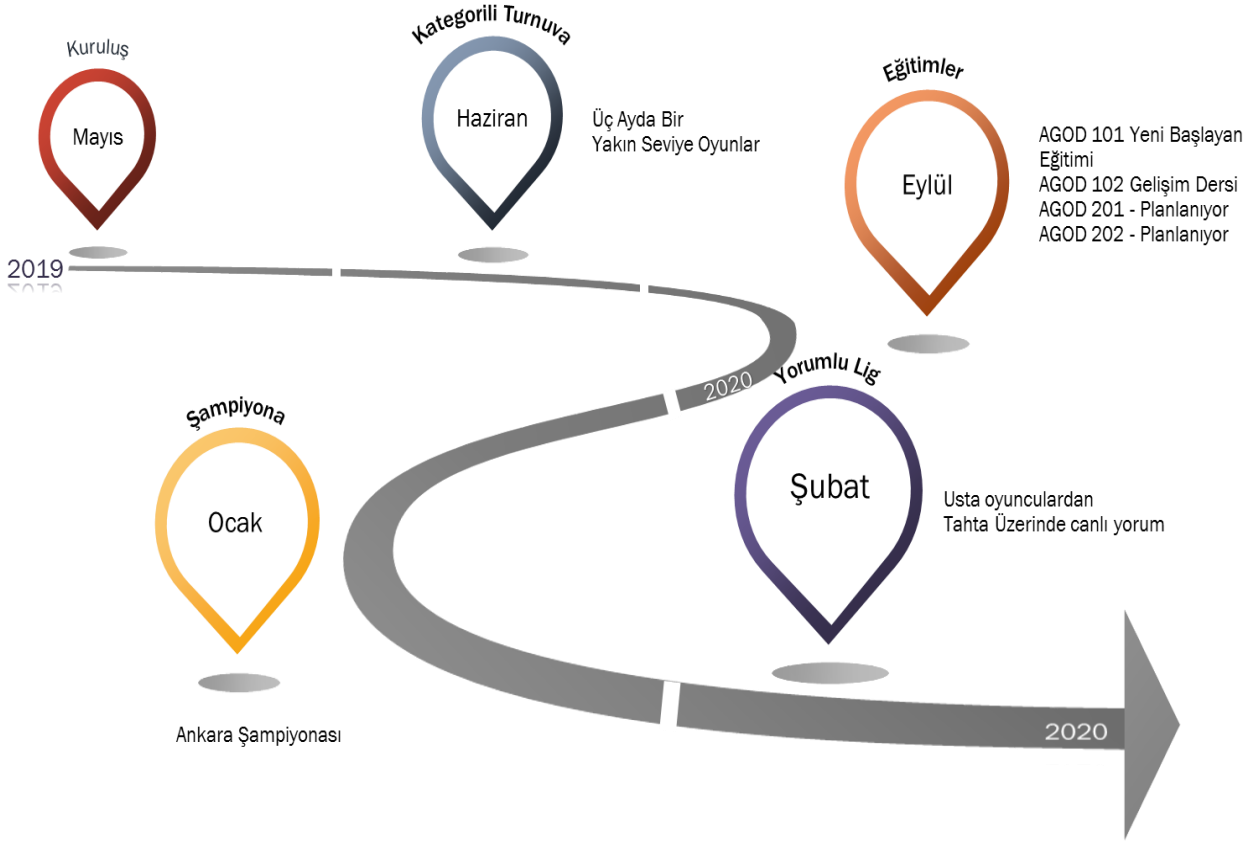 Kuruluş
Mayıs
Kategorili Turnuva
Haziran
Üç Ayda Bir
Yakın Seviye Oyunlar
Eğitimler
Eylül
AGOD 101 Yeni Başlayan
Eğitimi
AGOD 102 Gelişim Dersi
AGOD 201 - Planlanıyor
AGOD 202 - Planlanıyor
2019
2020
Şampiyona
Ocak
Ankara Şampiyonası
Yorumlu Lig
Şubat
Usta oyunculardan
Tahta Üzerinde canlı yorum
2020